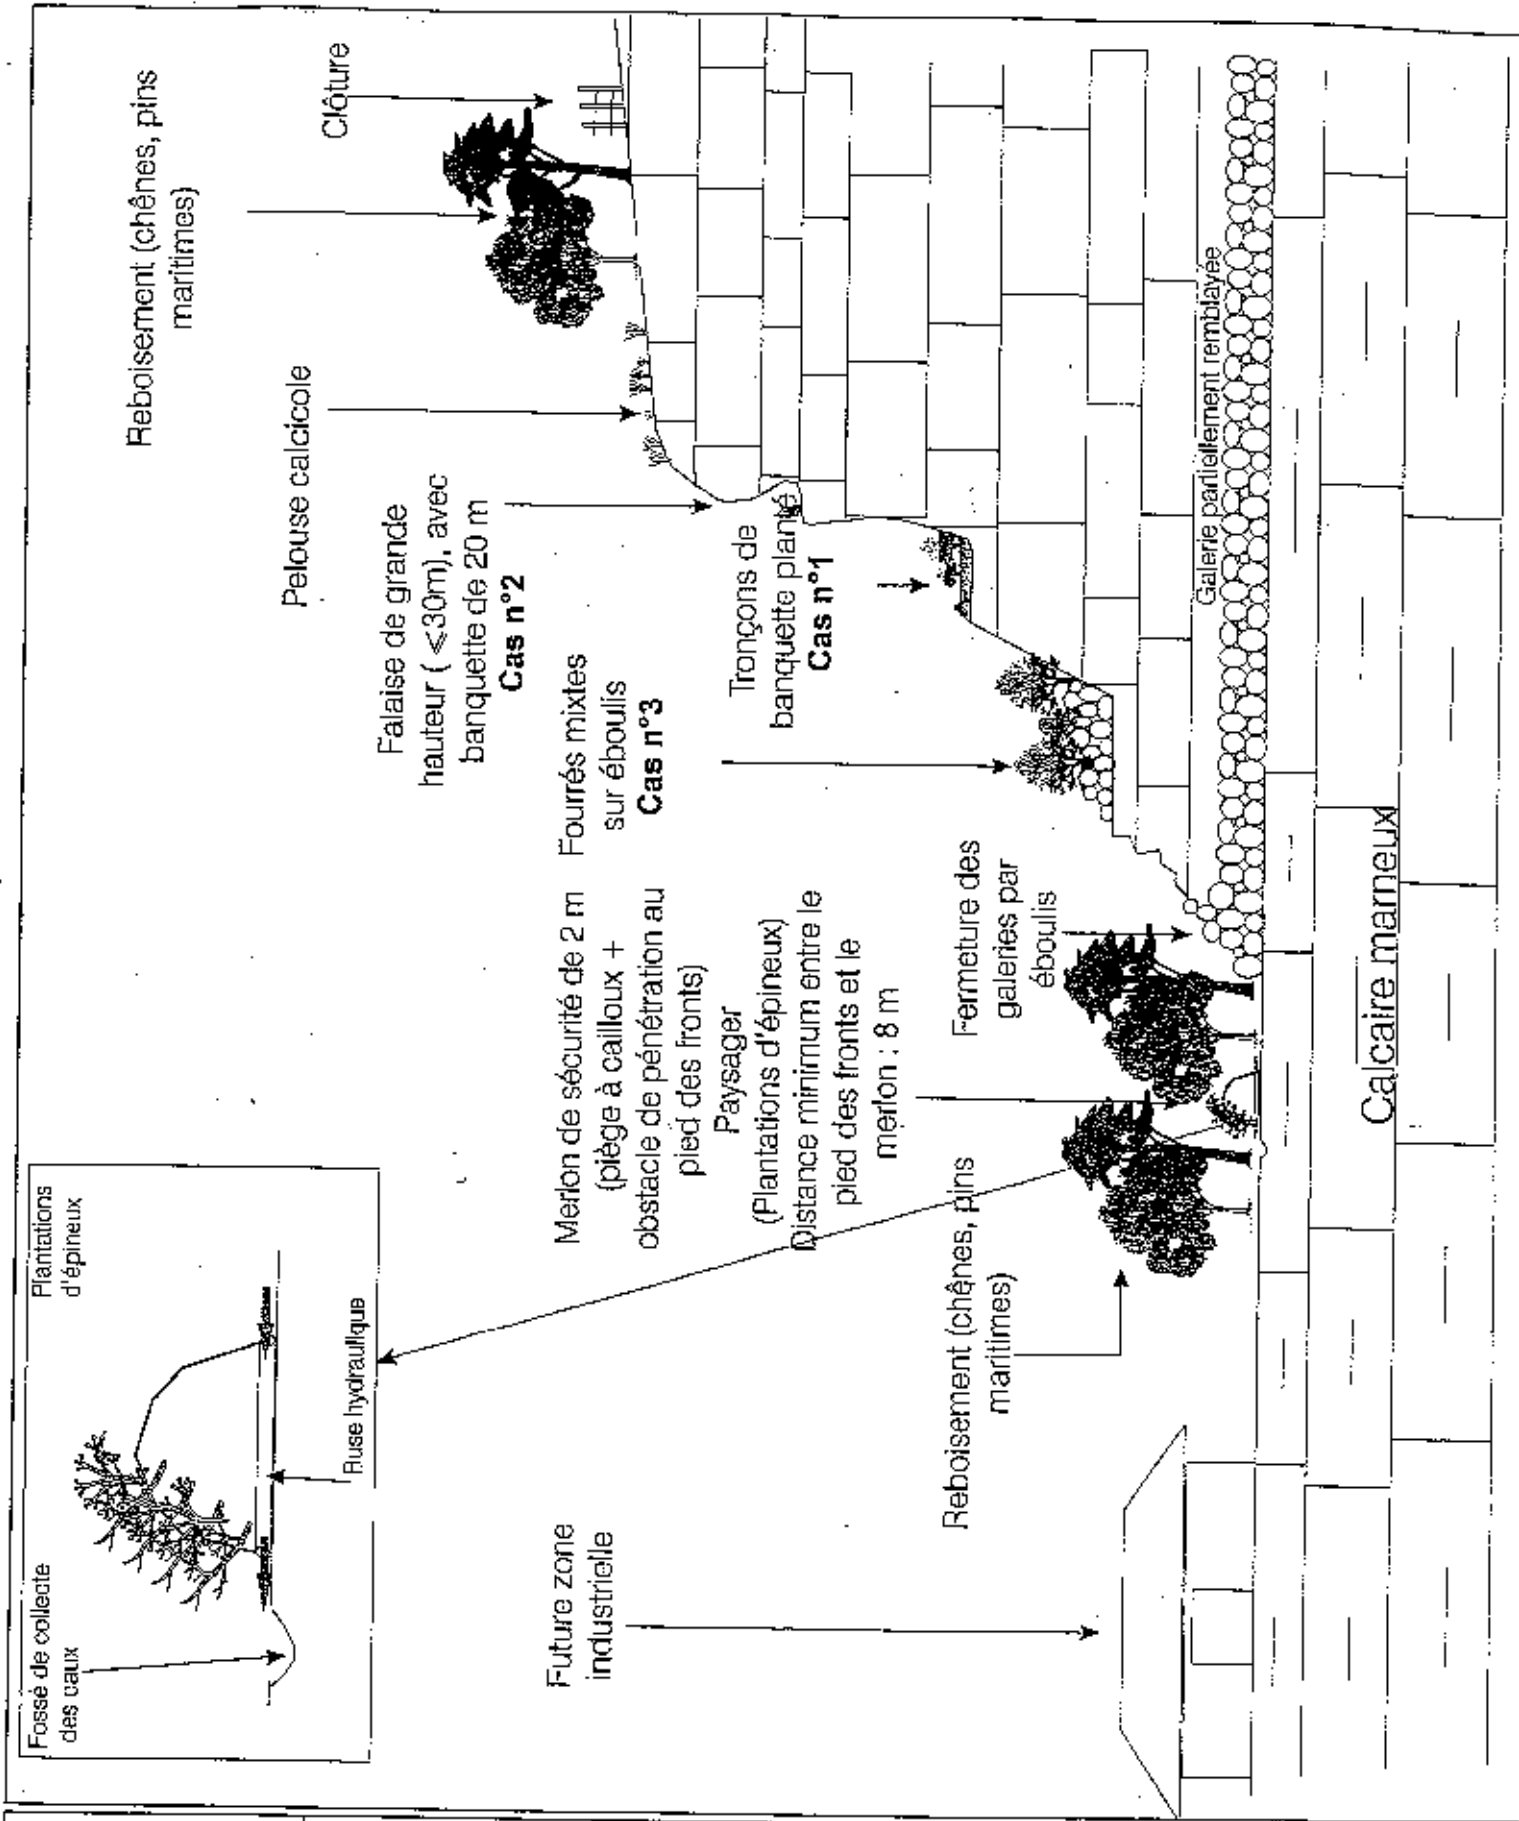 Fossé de collecte
des eaux
Plantations
d'épineux
Buse hydraulique
Future zone
industrielle
Reboisement (chênes, pins
maritimes)
Merlon de sécurité de 2 m
(piège à cailloux +
obstacle de pénétration au
pied des fronts)
Paysager
(Plantations d'épineux)
Distance minimum entre le
pied des fronts et le
merlon : 8 m
Fermeture des
galeries par
éboulis
Fourrés mixtes
sur éboulis
Cas n°3
Falaise de grande
hauteur ( <30m), avec
banquette de 20 m
Cas n°2
Tronçons de
banquette planté
Cas n°1
Pelouse calcicole
Reboisement (chênes, pins
maritimes)
Clôture
Galerie partiellement remblayée
Calcaire marneux